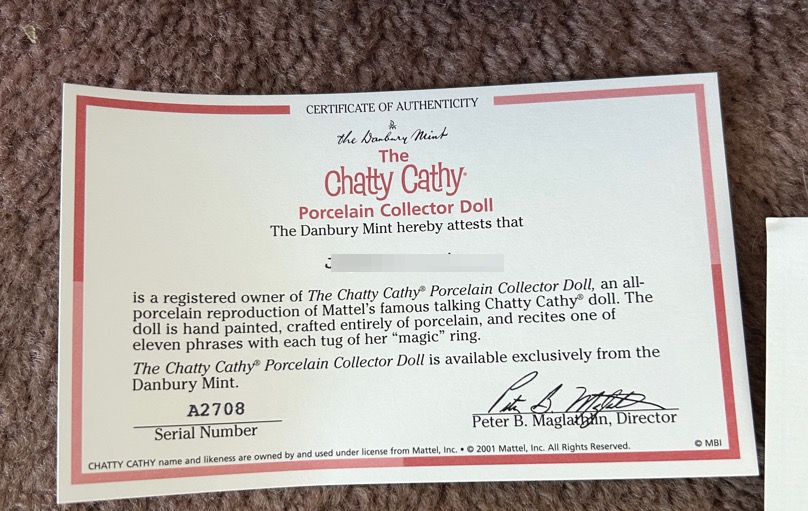 CERTIFICATE OF AUTHENTICITY
the Danbury Mint
The
Chatty Cathy®
Porcelain Collector Doll
The Danbury Mint hereby attests that
is a registered owner of The Chatty Cathy® Porcelain Collector Doll, an all-
porcelain reproduction of Mattel's famous talking Chatty Cathy® doll. The
doll is hand painted, crafted entirely of porcelain, and recites one of
eleven phrases with each tug of her “magic” ring.
The Chatty Cathy® Porcelain Collector Doll is available exclusively from the
Danbury Mint.
A2708
Serial Number
Peter B. Maglathlin, Director
CHATTY CATHY name and likeness are owned by and used under license from Mattel, Inc. • © 2001 Mattel, Inc. All Rights Reserved.
© MBI